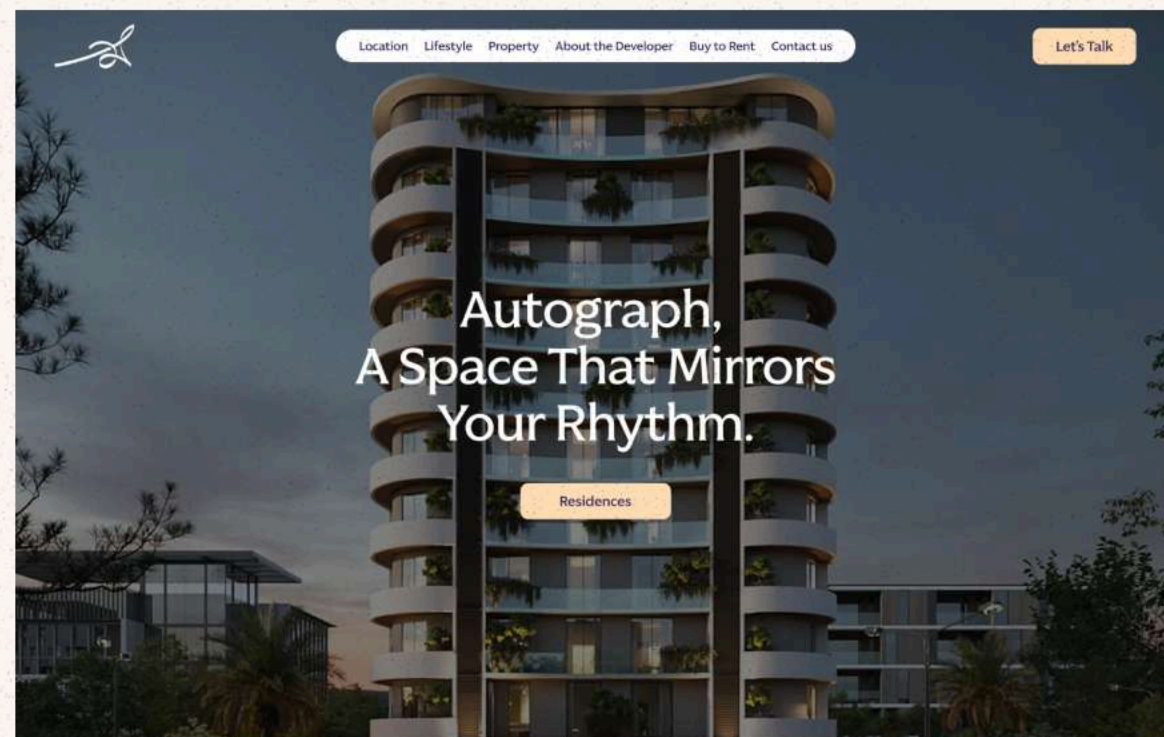 Location Lifestyle Property About the Developer Buy to Rent Contact us
Let's Talk
Autograph,
A Space That Mirrors
Your Rhythm.
Residences